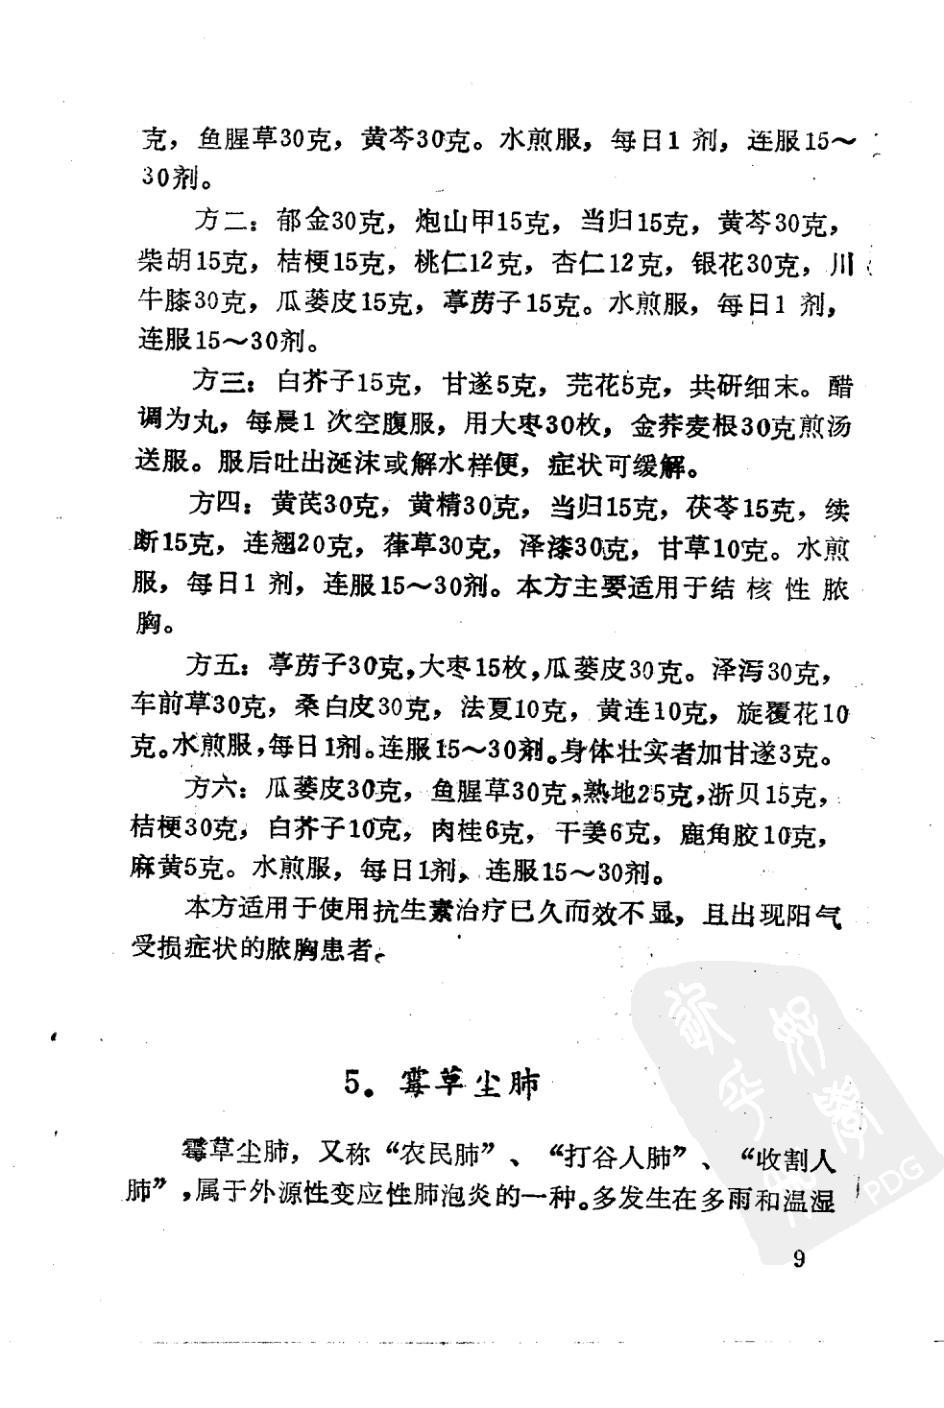 克，鱼腥草30克，黄芩30克。水煎服，每日1 剂，连服15～
30剂。
方二：郁金30克，炮山甲15克，当归15克，黄芩30克，
柴胡15克，桔梗15克，桃仁12克，杏仁12克，银花30克，川
牛膝30克，瓜蒌皮15克，葶苈子15克。水煎服，每日1 剂，
连服15～30剂。
方三：白芥子15克，甘遂5克，芫花5克，共研细末。醋
调为丸，每晨1 次空腹服，用大枣30枚，金荞麦根30克煎汤
送服。服后吐出涎沫或解水样便，症状可缓解。
方四：黄芪30克，黄精30克，当归15克，茯苓15克，续
断15克，连翘20克，葎草30克，泽漆30克，甘草10克。水煎
服，每日1 剂，连服15～30剂。本方主要适用于结核性脓
胸。
方五：葶苈子30克，大枣15枚，瓜蒌皮30克。泽泻30克，
车前草30克，桑白皮30克，法夏10克，黄连10克，旋覆花10
克。水煎服，每日1剂。连服15～30剂。身体壮实者加甘遂3克。
方六：瓜蒌皮30克，鱼腥草30克，熟地25克，浙贝15克，
桔梗30克，白芥子10克，肉桂6克，干姜6克，鹿角胶10克，
麻黄5克。水煎服，每日1剂，连服15～30剂。
本方适用于使用抗生素治疗已久而效不显，且出现阳气
受损症状的脓胸患者。
5。霉草尘肺
霉草尘肺，又称“农民肺”、“打谷人肺”、“收割人
肺”，属于外源性变应性肺泡炎的一种。多发生在多雨和温湿
PDG
9